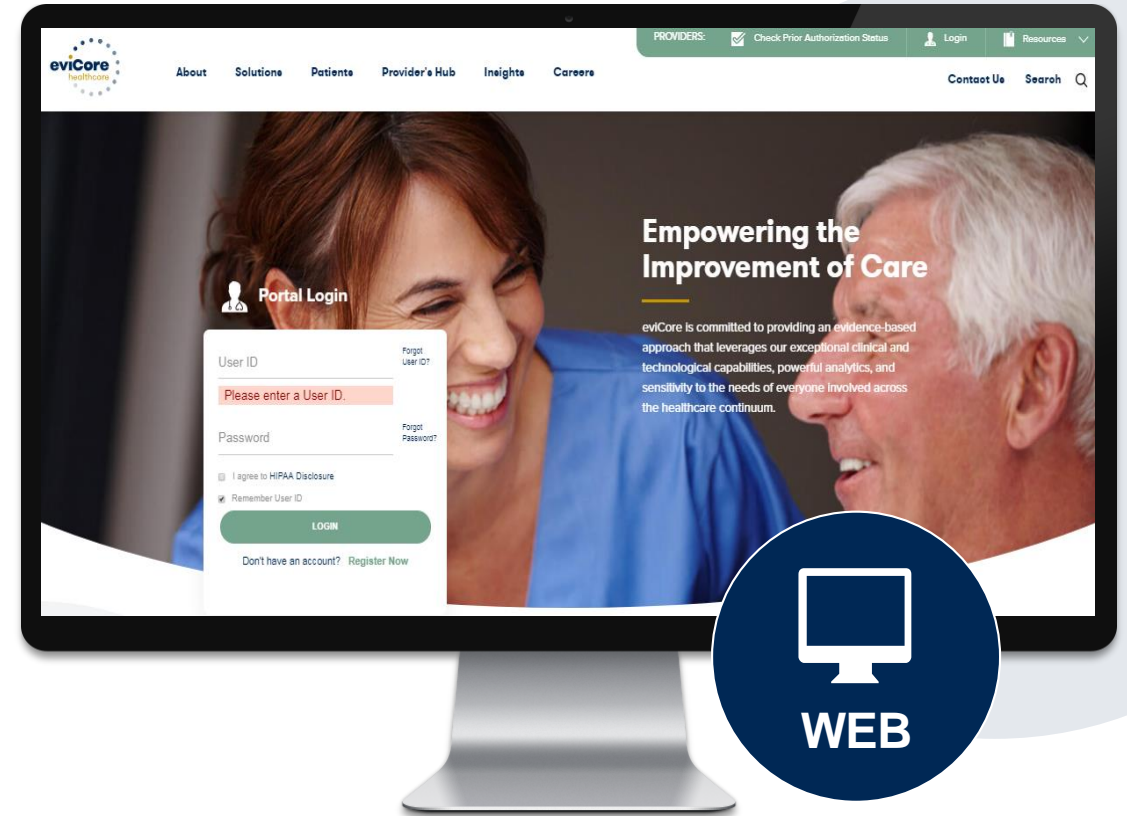 PROVIDERS: Check Prior Authorization Status Login Resources
eviCore
healthcare
About Solutions Patients Provider's Hub Insights Careers
Contact Us Search
Empowering the
Improvement of Care
eviCore is committed to providing an evidence-based
approach that leverages our exceptional clinical and
technological capabilities, powerful analytics, and
sensitivity to the needs of everyone involved across
the healthcare continuum.
Portal Login
User ID
Forgot
User ID?
Please enter a User ID.
Password
Forgot
Password?
I agree to HIPAA Disclosure
Remember User ID
LOGIN
Don't have an account? Register Now
WEB